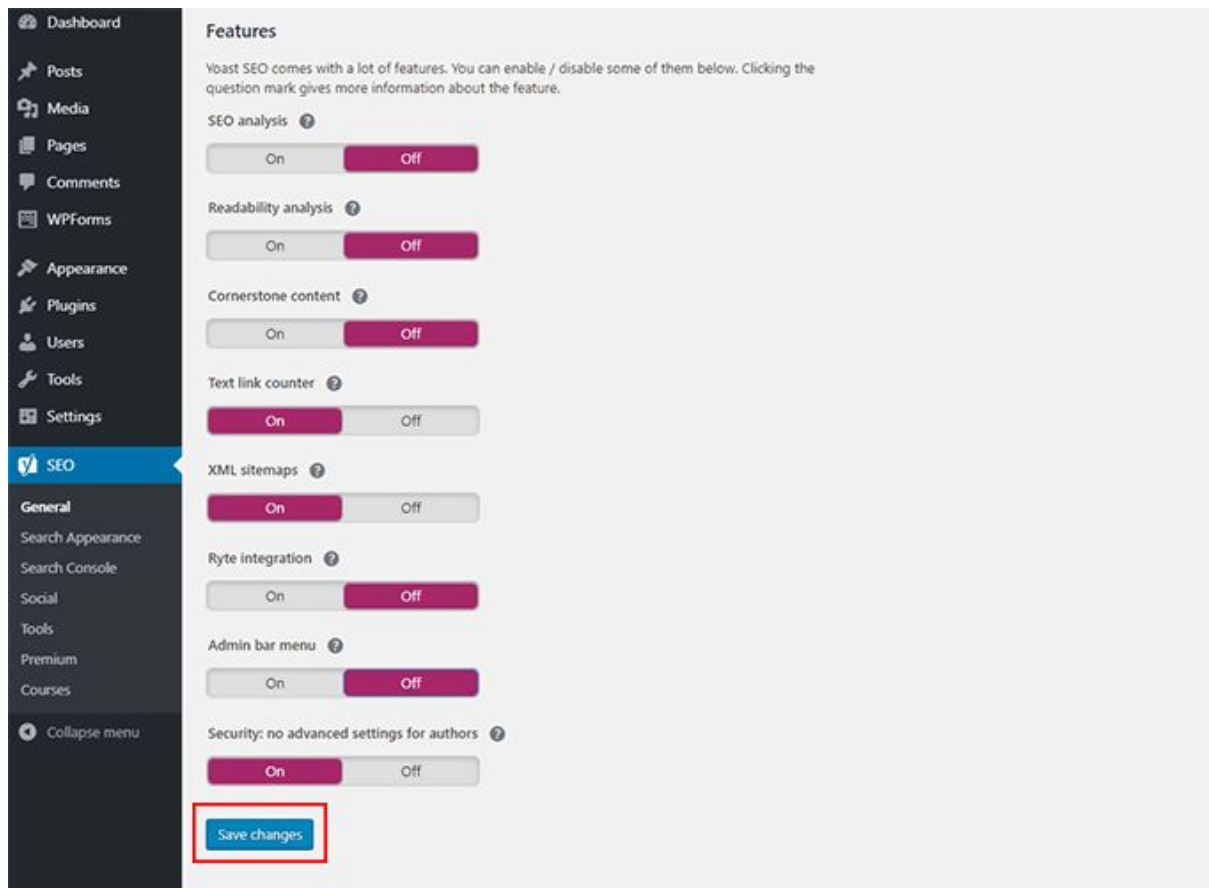 Dashboard
Posts
Media
Pages
Comments
WPForms
Appearance
Plugins
Users
Tools
Settings
SEO
General
Search Appearance
Search Console
Social
Tools
Premium
Courses
Collapse menu
Features
Yoast SEO comes with a lot of features. You can enable / disable some of them below. Clicking the
question mark gives more information about the feature.
SEO analysis ?
On Off
Readability analysis ?
On Off
Cornerstone content ?
On Off
Text link counter ?
On Off
XML sitemaps ?
On Off
Ryte integration ?
On Off
Admin bar menu ?
On Off
Security: no advanced settings for authors ?
On Off
Save changes